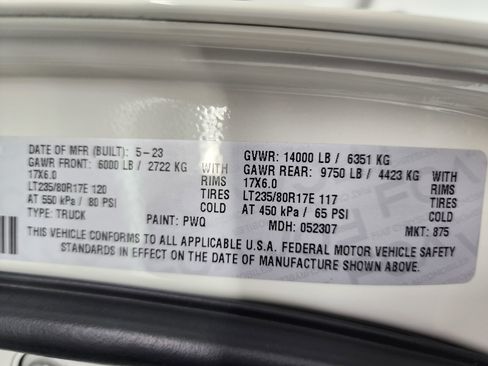 DATE OF MFR (BUILT): 5-23 GVWR: 14000 LB / 6351 KG
GAWR FRONT: 6000 LB / 2722 KG WITH GAWR REAR: 9750 LB / 4423 KG WITH
17X6.0 RIMS 17X6.0 RIMS
LT235/80R17E 120 TIRES LT235/80R17E 117 TIRES
AT 550 kPa / 80 PSI COLD AT 450 kPa / 65 PSI COLD
TYPE: TRUCK PAINT: PWQ MDH: 052307 MKT: 875
THIS VEHICLE CONFORMS TO ALL APPLICABLE U.S.A. FEDERAL MOTOR VEHICLE SAFETY
STANDARDS IN EFFECT ON THE DATE OF MANUFACTURE SHOWN ABOVE.